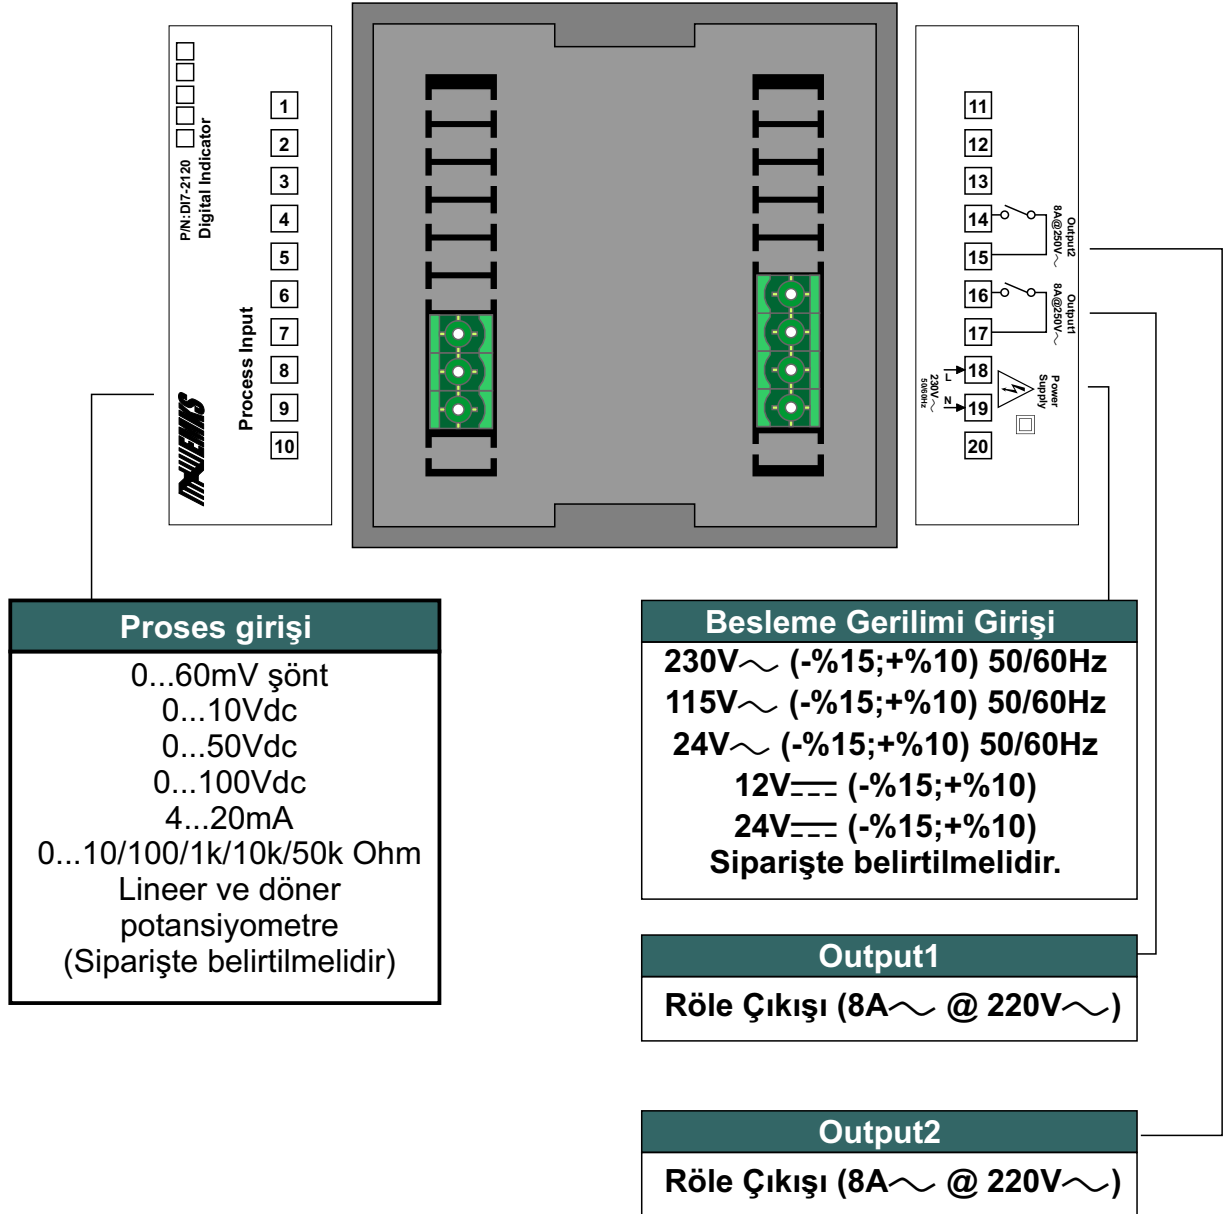 P/N:DI7-2120
Digital Indicator
Process Input
1
2
3
4
5
6
7
8
9
10
11
12
13
14
15
16
17
18
19
20
Output2
8A@250V～
Output1
8A@250V～
Power
Supply
L
N
230V～
50/60Hz
Proses girişi
0...60mV şönt
0...10Vdc
0...50Vdc
0...100Vdc
4...20mA
0...10/100/1k/10k/50k Ohm
Lineer ve döner
potansiyometre
(Siparişte belirtilmelidir)
Besleme Gerilimi Girişi
230V～ (-%15;+%10) 50/60Hz
115V～ (-%15;+%10) 50/60Hz
24V～ (-%15;+%10) 50/60Hz
12V⎓ (-%15;+%10)
24V⎓ (-%15;+%10)
Siparişte belirtilmelidir.
Output1
Röle Çıkışı (8A～ @ 220V～)
Output2
Röle Çıkışı (8A～ @ 220V～)